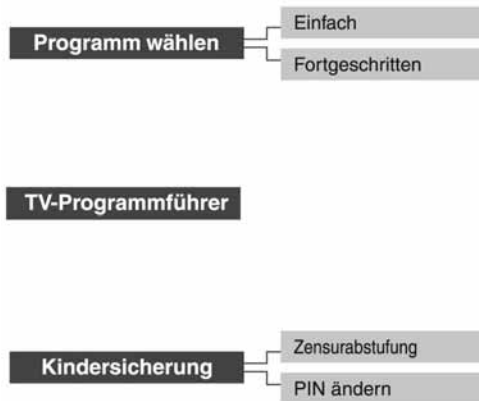 Einfach
Programm wählen
Fortgeschritten
TV-Programmführer
Zensurabstufung
Kindersicherung
PIN ändern